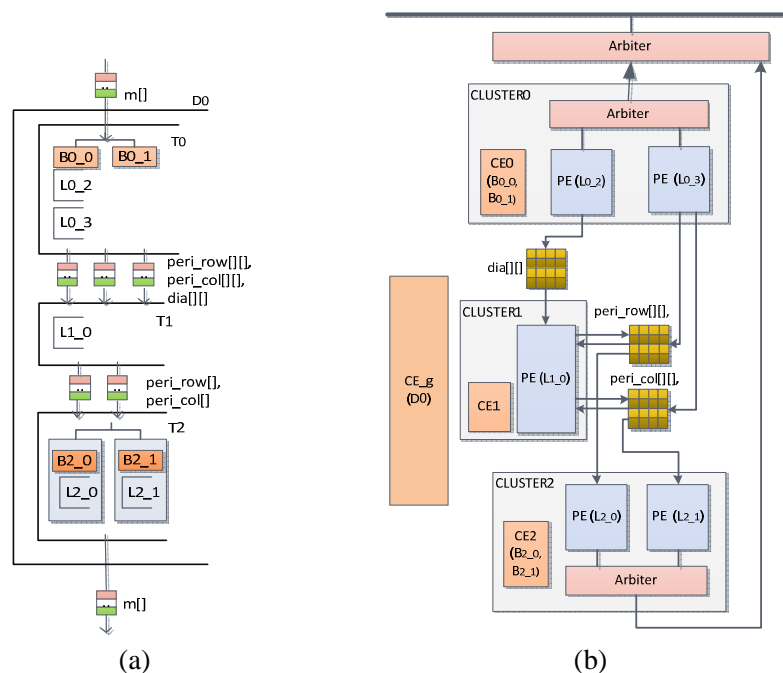 m[]
D0
T0
B0_0
B0_1
L0_2
L0_3
..
..
..
peri_row[][],
peri_col[][],
dia[][]
T1
L1_0
..
..
peri_row[],
peri_col[]
T2
B2_0
B2_1
L2_0
L2_1
..
m[]
(a)
Arbiter
CLUSTER0
Arbiter
CE0
(B0_0,
B0_1)
PE (L0_2)
PE (L0_3)
dia[][]
CE_g
(D0)
CLUSTER1
PE (L1_0)
CE1
peri_row[][],
peri_col[][],
CLUSTER2
CE2
(B2_0,
B2_1)
PE (L2_0)
PE (L2_1)
Arbiter
(b)